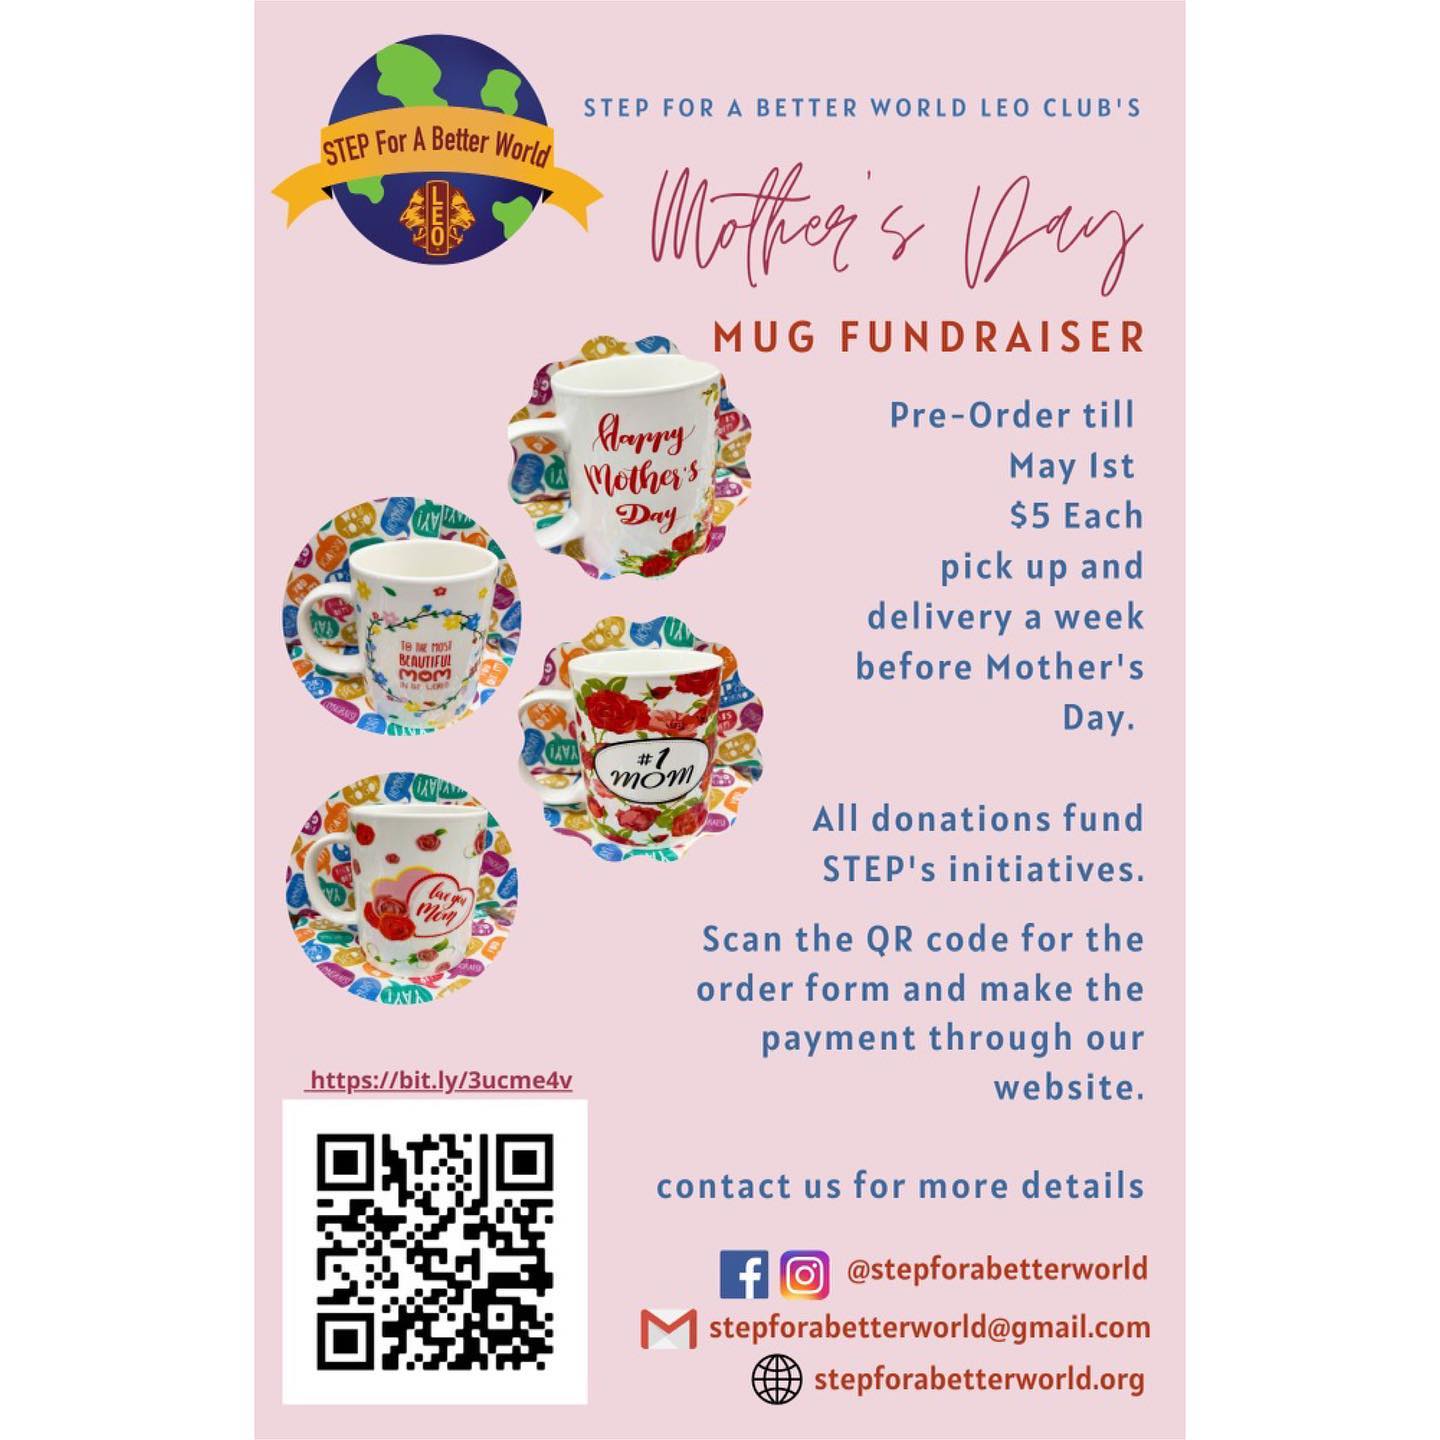 STEP For A Better World
LEO
STEP FOR A BETTER WORLD LEO CLUB'S
Mother's Day
MUG FUNDRAISER
Happy
Mother's
Day
TO THE MOST
BEAUTIFUL
MOM
IN THE WORLD
#1
MOM
love you
Mom
Pre-Order till
May 1st
$5 Each
pick up and
delivery a week
before Mother's
Day.
All donations fund
STEP's initiatives.
Scan the QR code for the
order form and make the
payment through our
website.
https://bit.ly/3ucme4v
contact us for more details
@stepforabetterworld
stepforabetterworld@gmail.com
stepforabetterworld.org